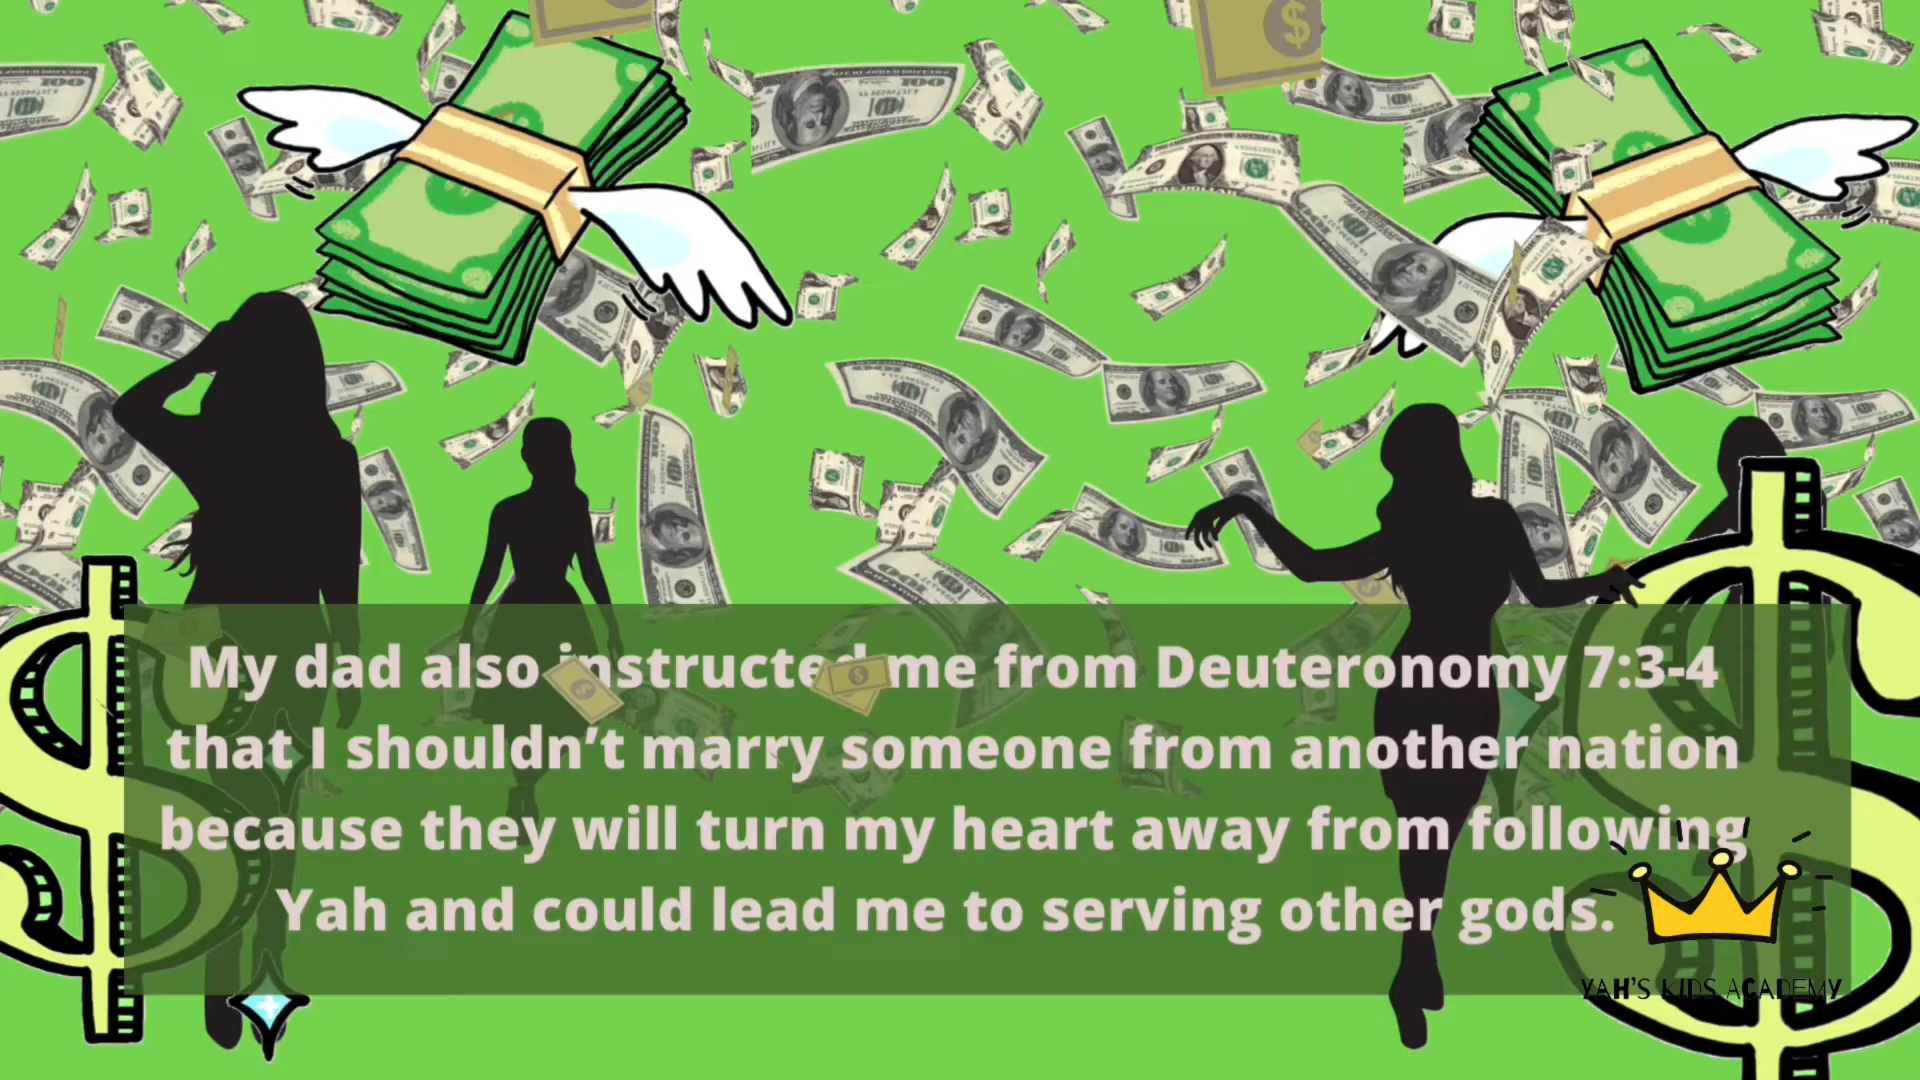 My dad also instructed me from Deuteronomy 7:3-4
that I shouldn't marry someone from another nation
because they will turn my heart away from following
Yah and could lead me to serving other gods.
YAH'S KIDS ACADEMY